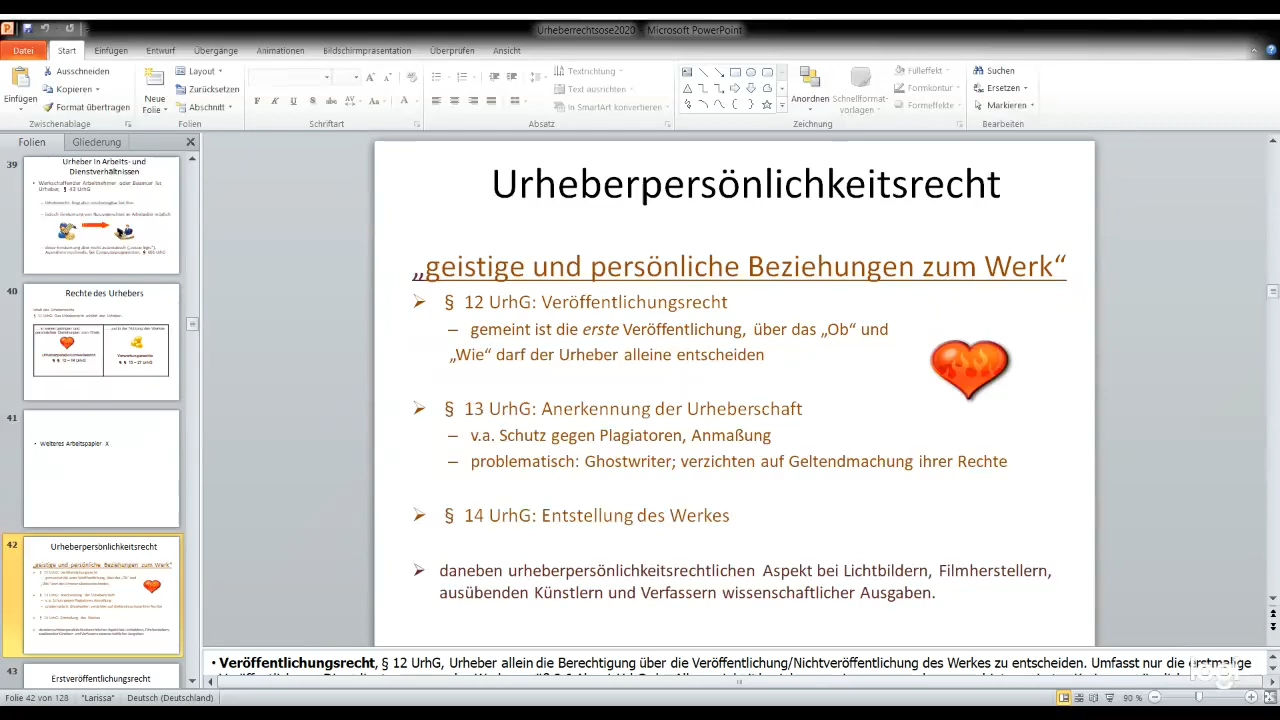 Urheberrechtsose2020 - Microsoft PowerPoint
Datei Start Einfügen Entwurf Übergänge Animationen Bildschirmpräsentation Überprüfen Ansicht
Einfügen
Ausschneiden
Kopieren
Format übertragen
Zwischenablage
Neue Folie
Layout
Zurücksetzen
Abschnitt
Folien
Schriftart
Textrichtung
Text ausrichten
In SmartArt konvertieren
Absatz
Anordnen
Schnellformat-
vorlagen
Fülleffekt
Formkontur
Formeffekte
Zeichnung
Suchen
Ersetzen
Markieren
Bearbeiten
Folien Gliederung
39
Urheber in Arbeits- und
Dienstverhältnissen
40
Rechte des Urhebers
41
• Weiteres Arbeitspapier X
42
Urheberpersönlichkeitsrecht
43
Erstveröffentlichungsrecht
Urheberpersönlichkeitsrecht
„geistige und persönliche Beziehungen zum Werk“
➢ § 12 UrhG: Veröffentlichungsrecht
– gemeint ist die erste Veröffentlichung, über das „Ob“ und
„Wie“ darf der Urheber alleine entscheiden
➢ § 13 UrhG: Anerkennung der Urheberschaft
– v.a. Schutz gegen Plagiatoren, Anmaßung
– problematisch: Ghostwriter; verzichten auf Geltendmachung ihrer Rechte
➢ § 14 UrhG: Entstellung des Werkes
➢ daneben urheberpersönlichkeitsrechtlicher Aspekt bei Lichtbildern, Filmherstellern,
ausübenden Künstlern und Verfassern wissenschaftlicher Ausgaben.
• Veröffentlichungsrecht, § 12 UrhG, Urheber allein die Berechtigung über die Veröffentlichung/Nichtveröffentlichung des Werkes zu entscheiden. Umfasst nur die erstmalige
logi
Folie 42 von 128 "Larissa" Deutsch (Deutschland) 90 %